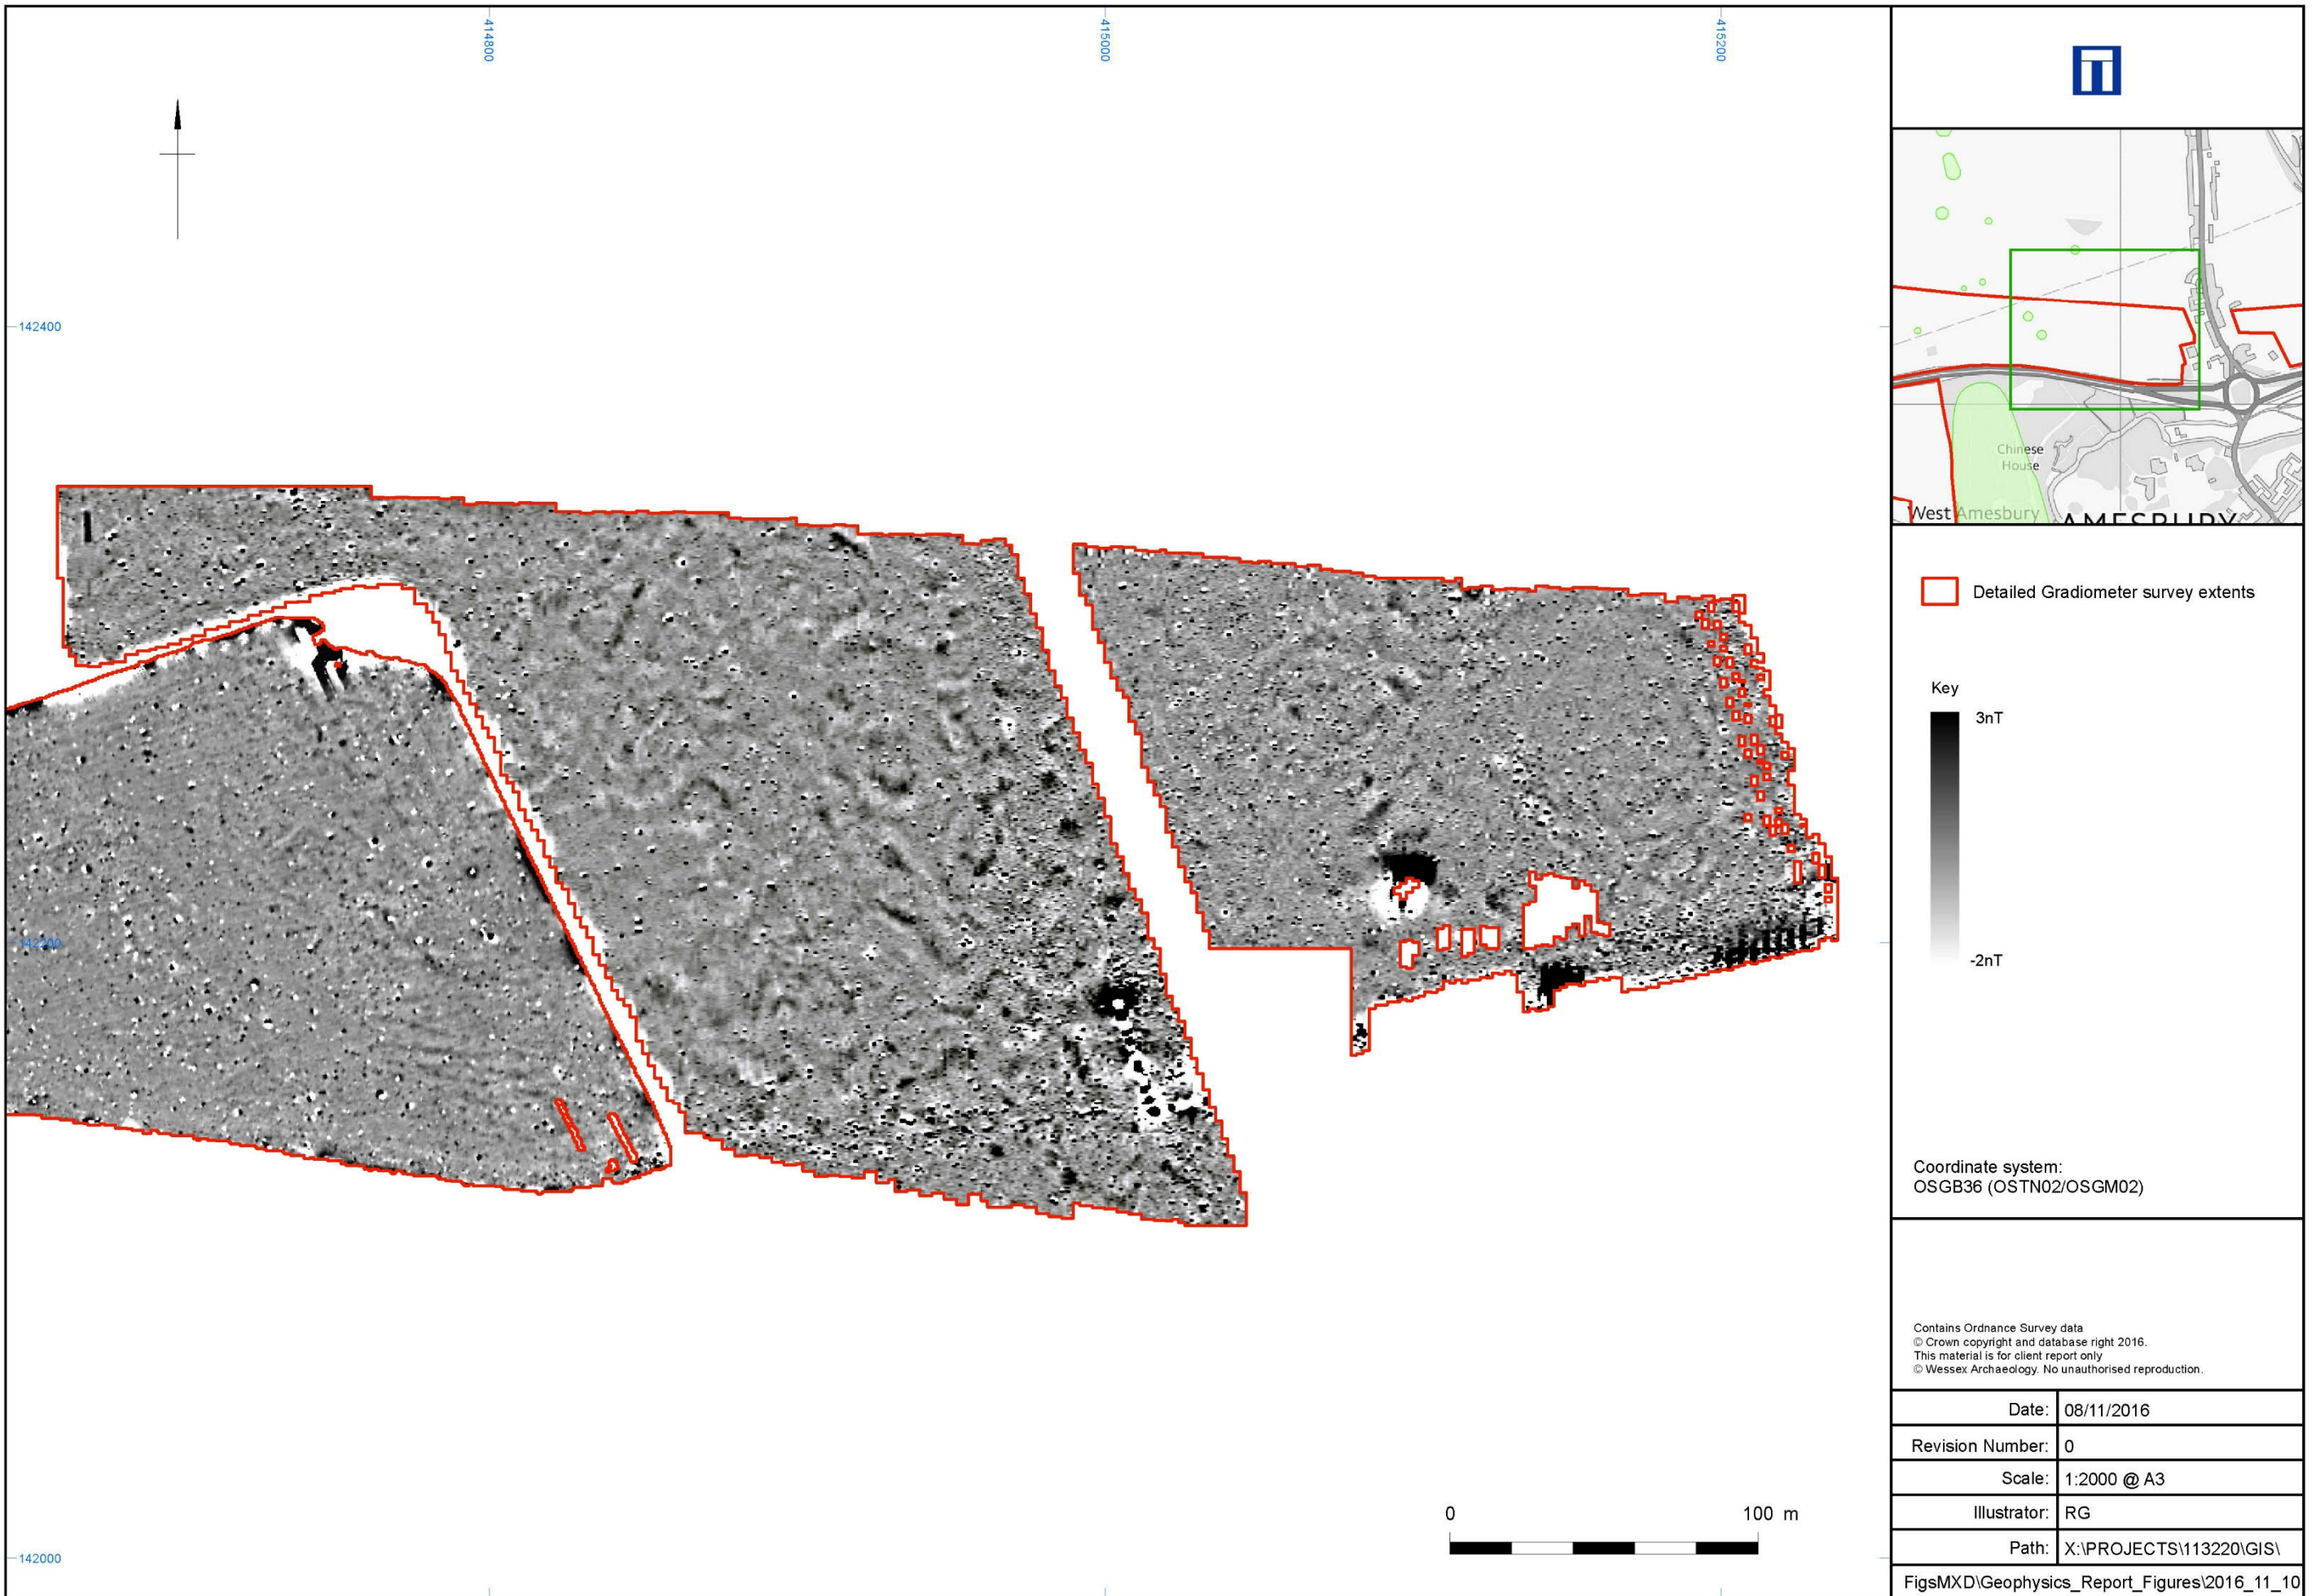 414800
415000
415200
142400
142200
142000
0
100 m
Chinese
House
West Amesbury
AMESBURY
Detailed Gradiometer survey extents
Key
3nT
-2nT
Coordinate system:
OSGB36 (OSTN02/OSGM02)
Contains Ordnance Survey data
© Crown copyright and database right 2016.
This material is for client report only
© Wessex Archaeology. No unauthorised reproduction.
Date: 08/11/2016
Revision Number: 0
Scale: 1:2000 @ A3
Illustrator: RG
Path: X:\PROJECTS\113220\GIS\
FigsMXD\Geophysics_Report_Figures\2016_11_10